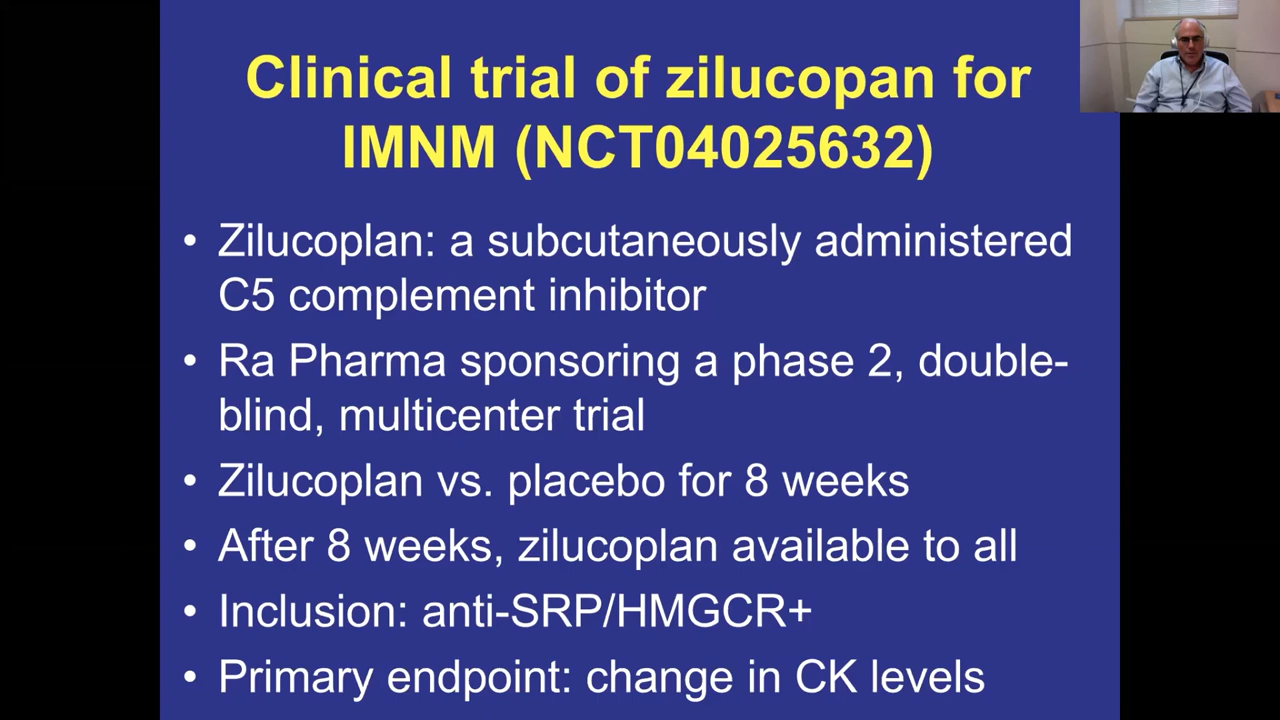 Clinical trial of zilucopan for
IMNM (NCT04025632)
• Zilucoplan: a subcutaneously administered
C5 complement inhibitor
• Ra Pharma sponsoring a phase 2, double-
blind, multicenter trial
• Zilucoplan vs. placebo for 8 weeks
• After 8 weeks, zilucoplan available to all
• Inclusion: anti-SRP/HMGCR+
• Primary endpoint: change in CK levels